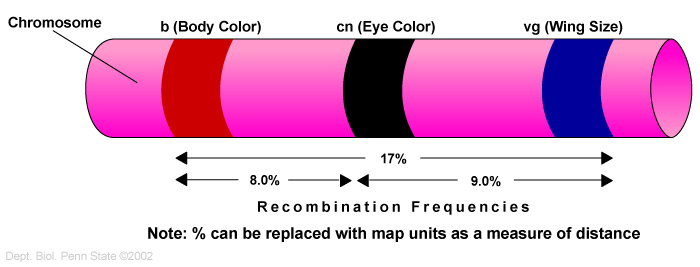 Chromosome
b (Body Color) cn (Eye Color) vg (Wing Size)
17%
8.0% 9.0%
Recombination Frequencies
Note: % can be replaced with map units as a measure of distance
Dept. Biol. Penn State ©2002